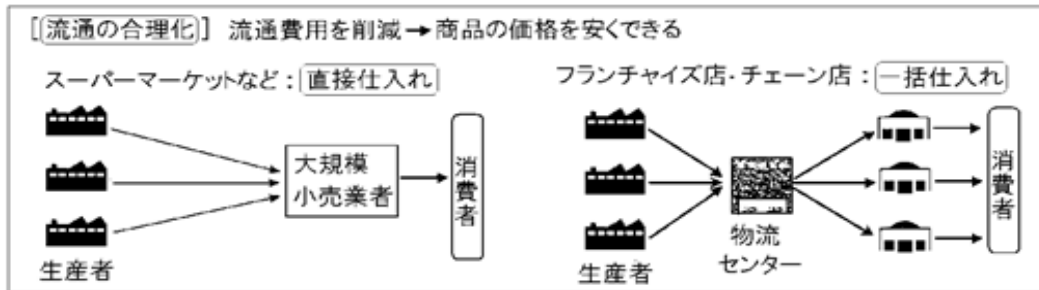 [流通の合理化] 流通費用を削減→商品の価格を安くできる
スーパーマーケットなど：直接仕入れ
大規模
小売業者
消費者
生産者
フランチャイズ店・チェーン店：一括仕入れ
物流
センター
消費者
生産者